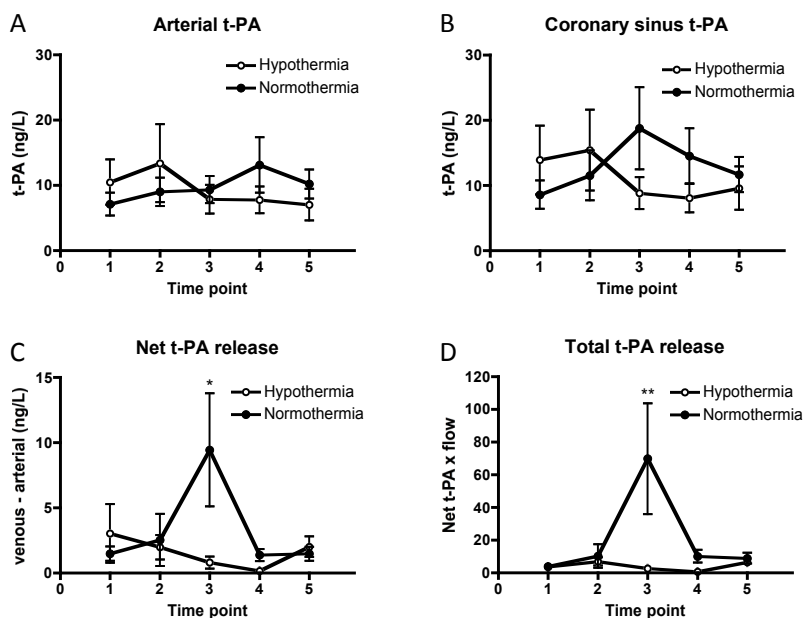 A
Arterial t-PA
t-PA (ng/L)
30
20
10
0
Hypothermia
Normothermia
0 1 2 3 4 5
Time point
B
Coronary sinus t-PA
t-PA (ng/L)
30
20
10
0
Hypothermia
Normothermia
0 1 2 3 4 5
Time point
C
Net t-PA release
venous - arterial (ng/L)
15
10
5
0
*
Hypothermia
Normothermia
0 1 2 3 4 5
Time point
D
Total t-PA release
Net t-PA x flow
120
100
80
60
40
20
0
**
Hypothermia
Normothermia
0 1 2 3 4 5
Time point